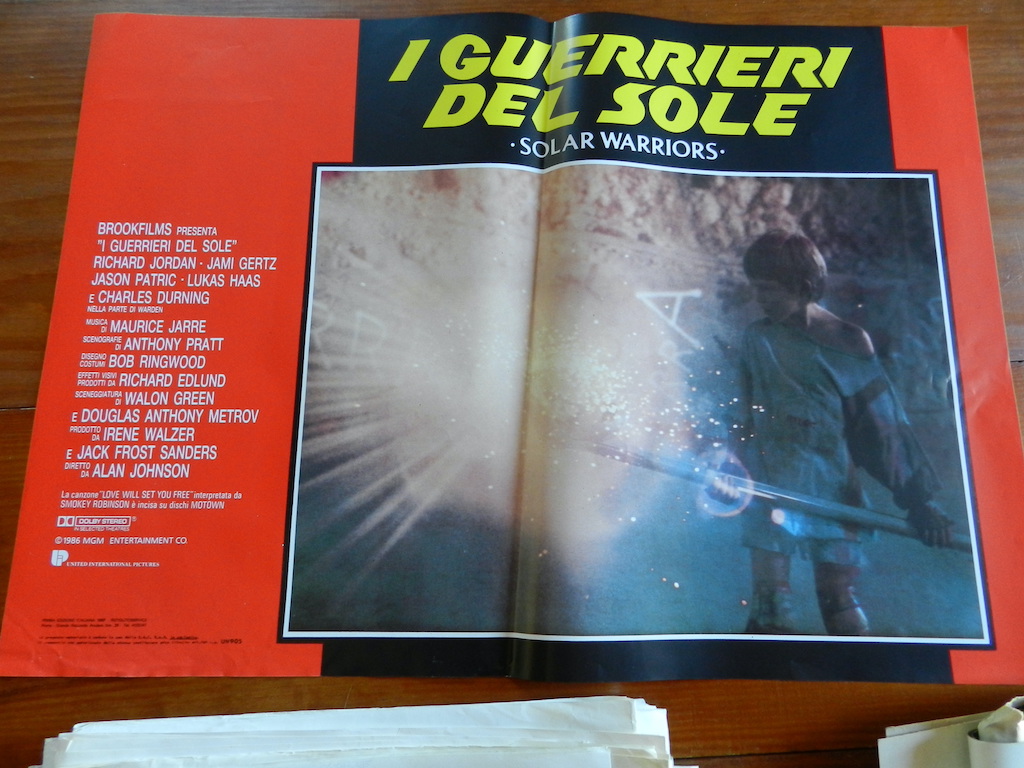 I GUERRIERI
DEL SOLE
·SOLAR WARRIORS·
A
BROOKFILMS PRESENTA
"I GUERRIERI DEL SOLE"
RICHARD JORDAN · JAMI GERTZ
JASON PATRIC · LUKAS HAAS
E CHARLES DURNING
NELLA PARTE DI WARDEN
MUSICA DI MAURICE JARRE
SCENOGRAFIE DI ANTHONY PRATT
DISEGNO COSTUMI BOB RINGWOOD
EFFETTI VISIVI PRODOTTI DA RICHARD EDLUND
SCENEGGIATURA DI WALON GREEN
E DOUGLAS ANTHONY METROV
PRODOTTO DA IRENE WALZER
E JACK FROST SANDERS
DIRETTO DA ALAN JOHNSON
La canzone "LOVE WILL SET YOU FREE" interpretata da
SMOKEY ROBINSON è incisa su dischi MOTOWN
DOLBY STEREO ®
IN SELECTED THEATRES
© 1986 MGM ENTERTAINMENT CO.
UNITED INTERNATIONAL PICTURES